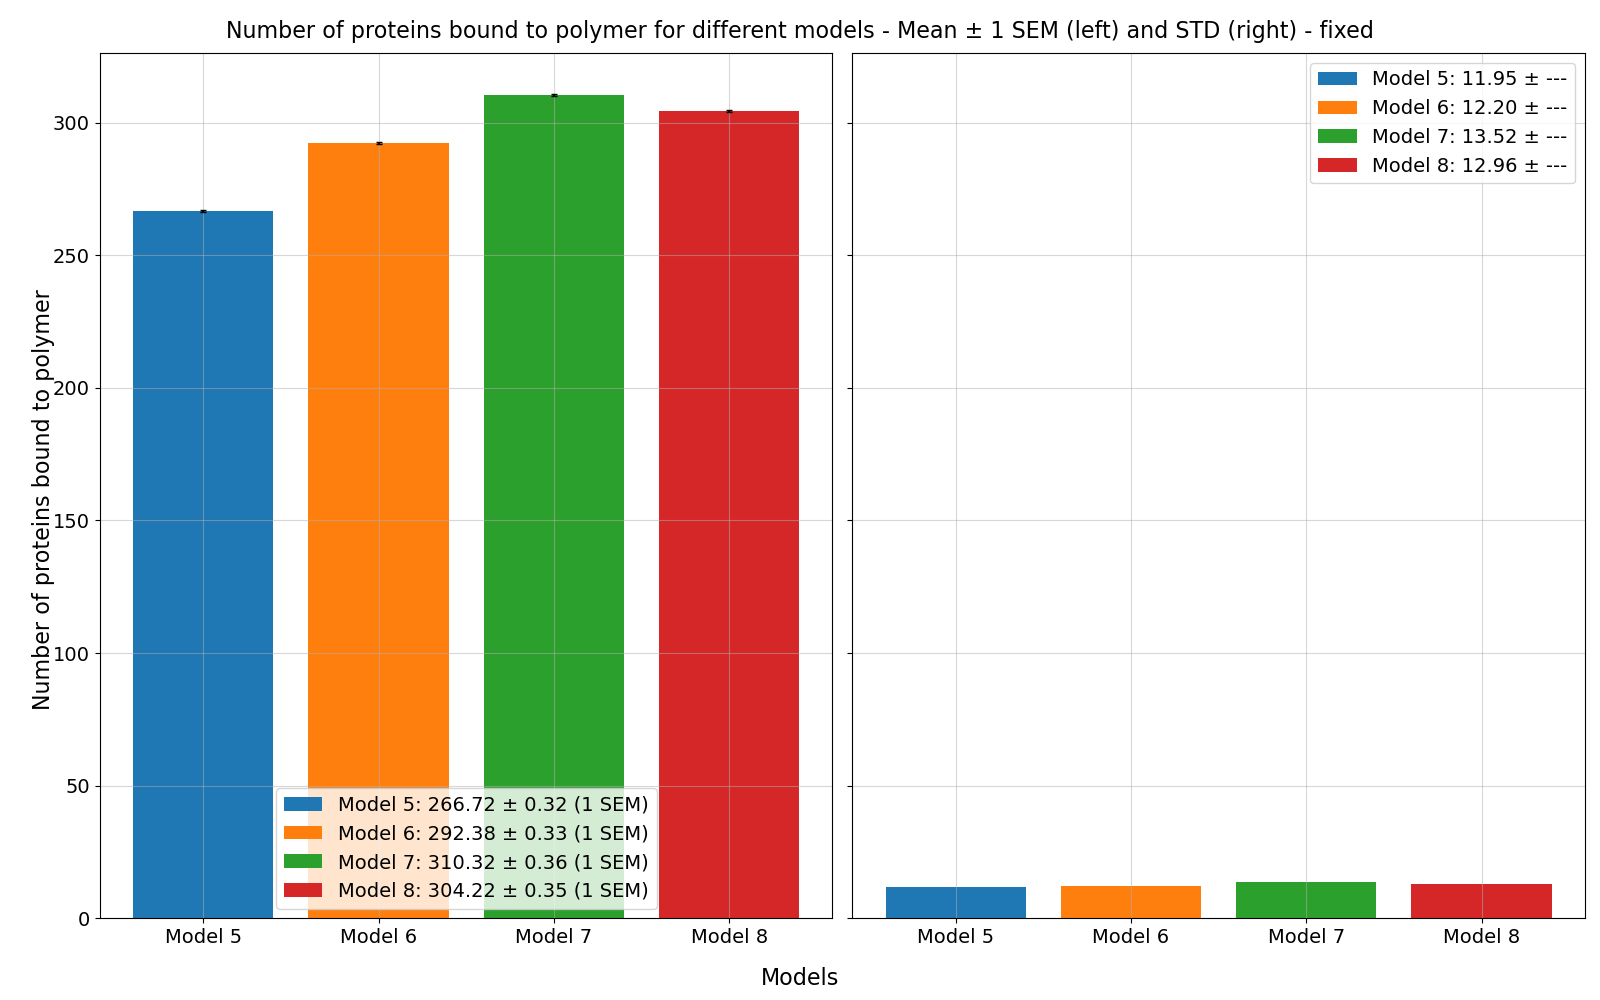 Number of proteins bound to polymer for different models - Mean ± 1 SEM (left) and STD (right) - fixed
Number of proteins bound to polymer
300
250
200
150
100
50
0
Model 5: 266.72 ± 0.32 (1 SEM)
Model 6: 292.38 ± 0.33 (1 SEM)
Model 7: 310.32 ± 0.36 (1 SEM)
Model 8: 304.22 ± 0.35 (1 SEM)
Model 5
Model 6
Model 7
Model 8
Model 5: 11.95 ± ---
Model 6: 12.20 ± ---
Model 7: 13.52 ± ---
Model 8: 12.96 ± ---
Model 5
Model 6
Model 7
Model 8
Models